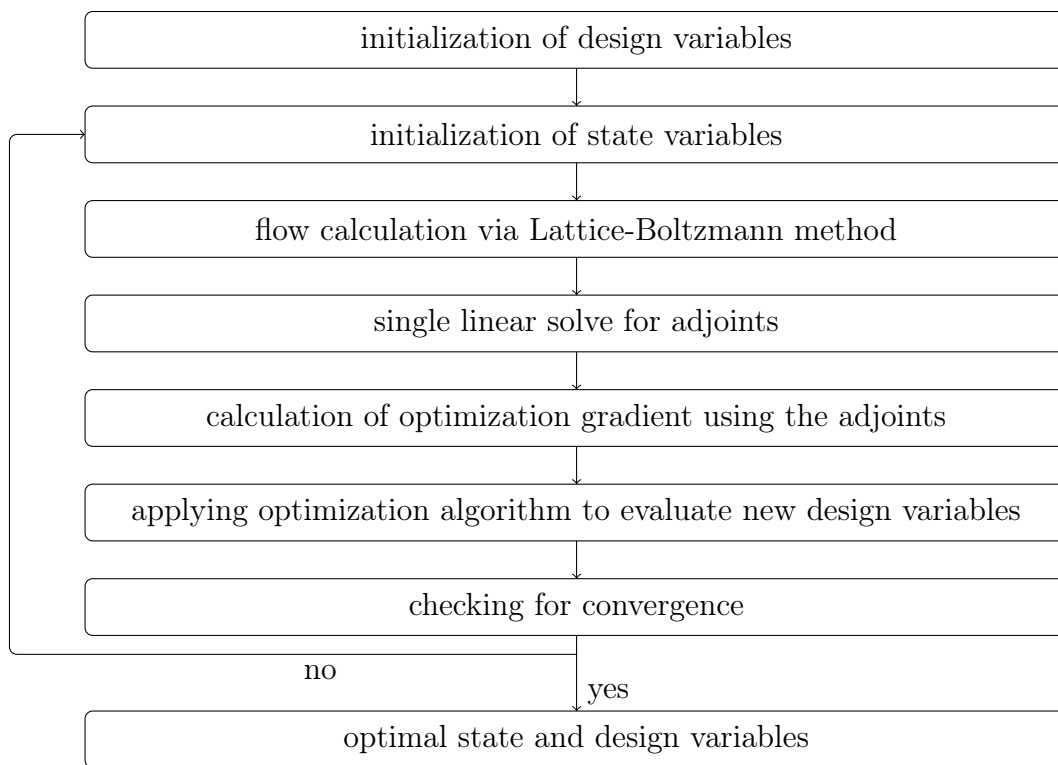 initialization of design variables
initialization of state variables
flow calculation via Lattice-Boltzmann method
single linear solve for adjoints
calculation of optimization gradient using the adjoints
applying optimization algorithm to evaluate new design variables
checking for convergence
no
yes
optimal state and design variables